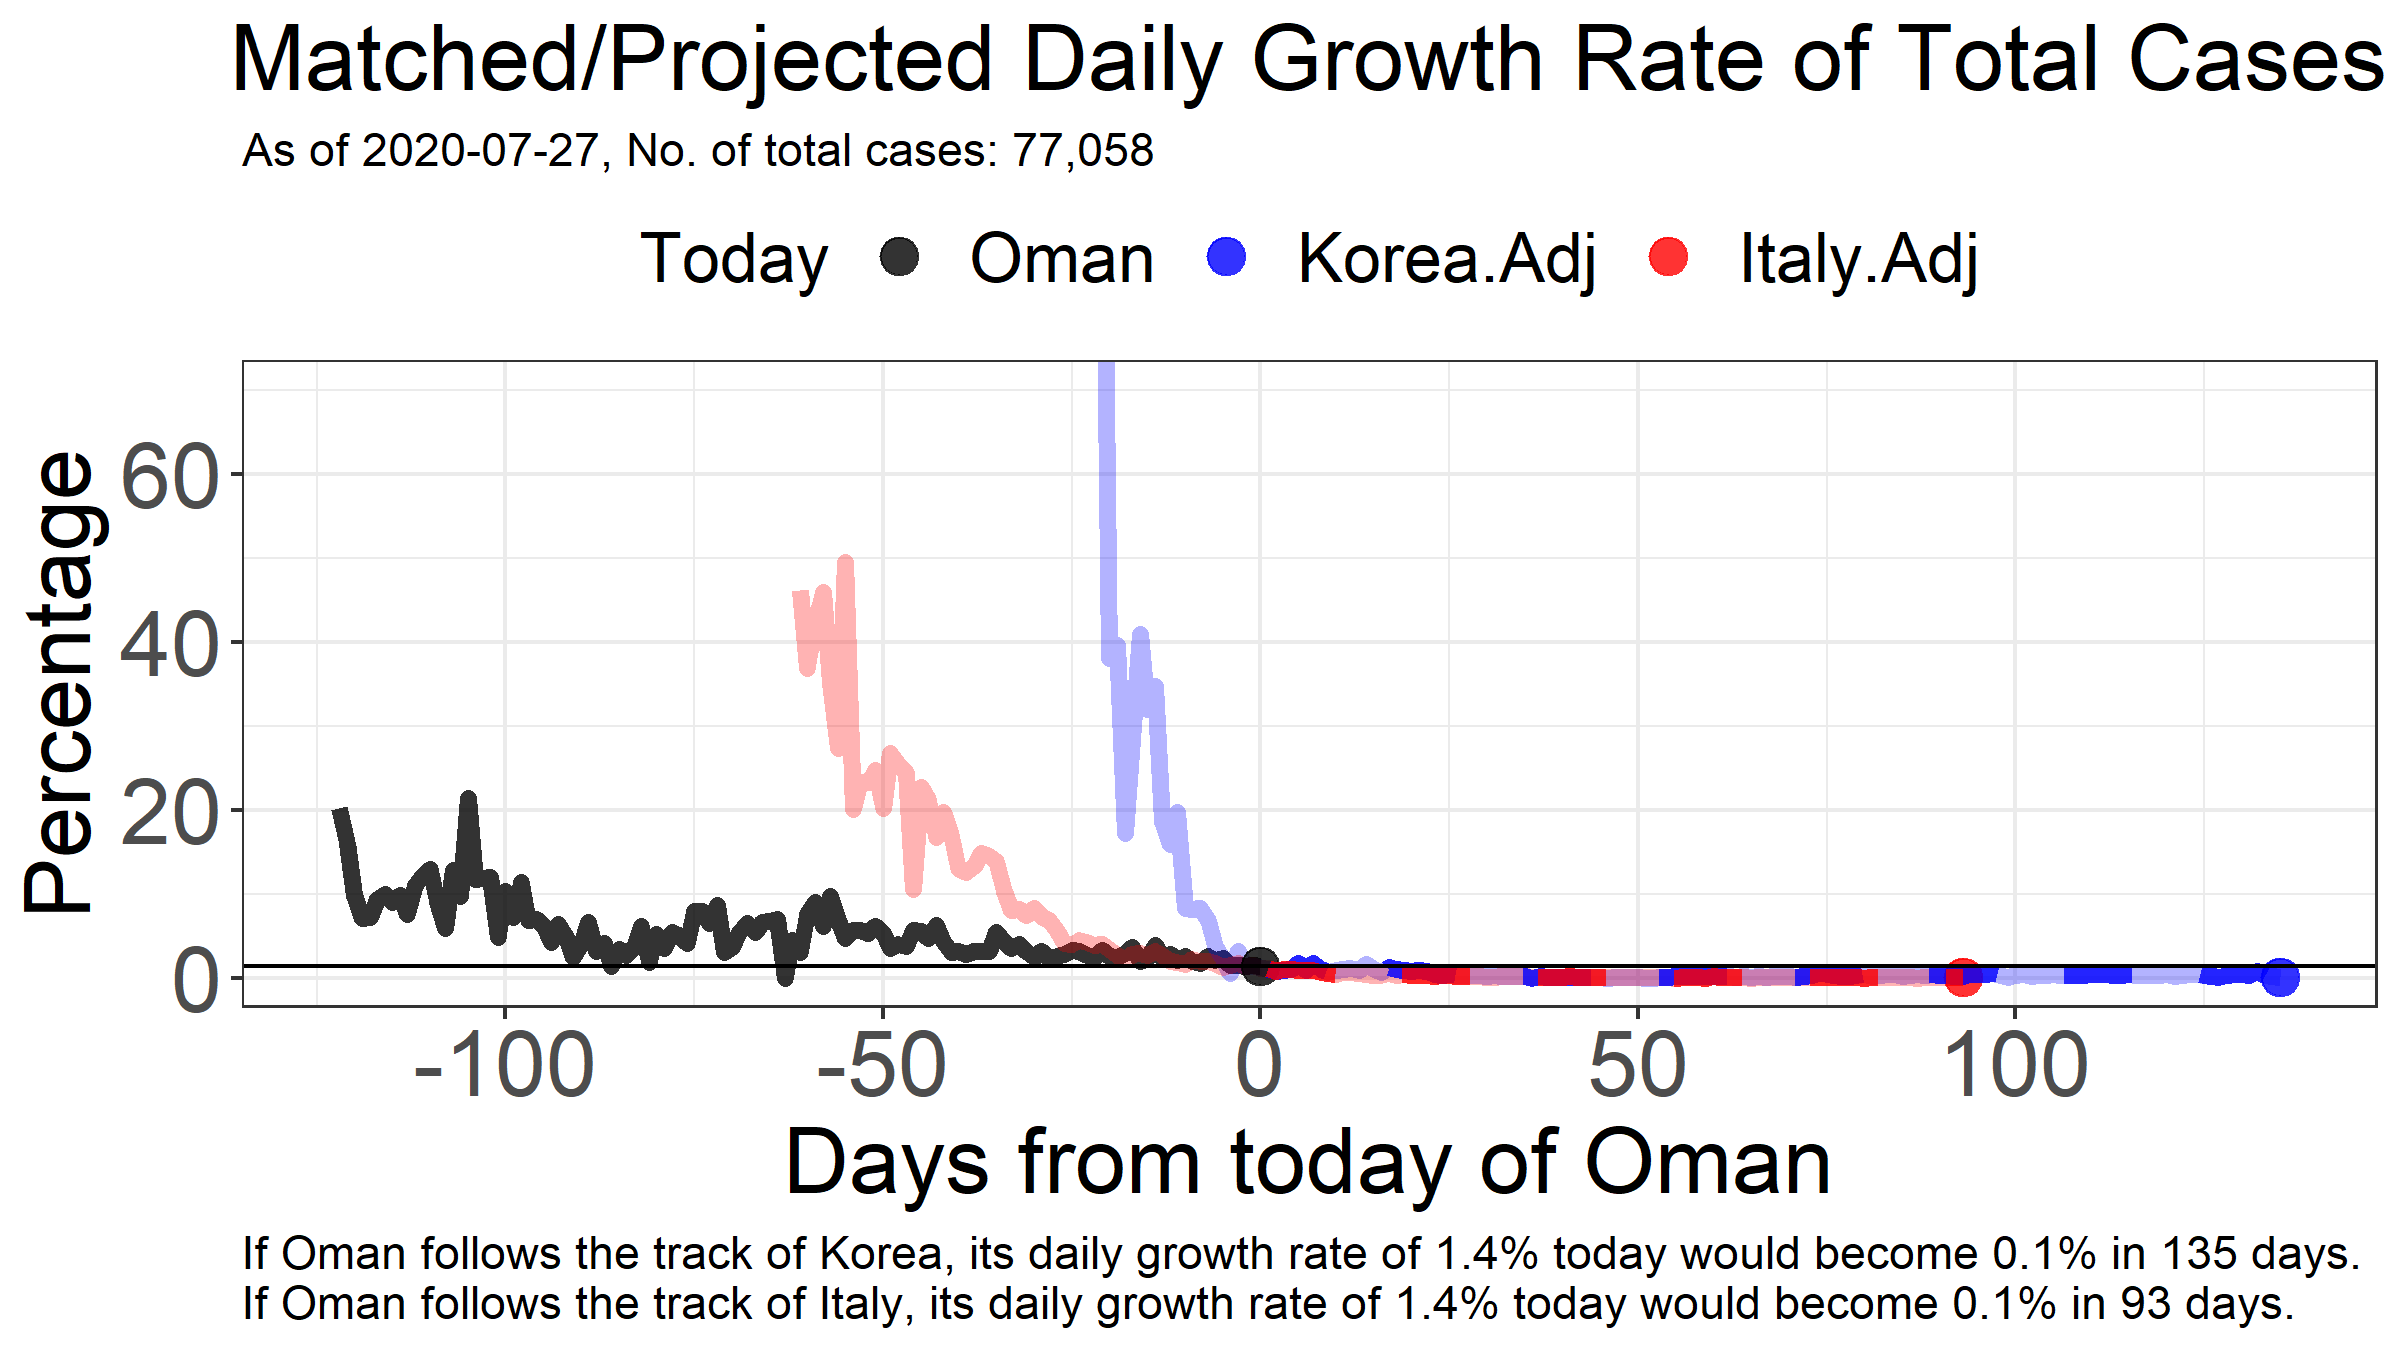 Matched/Projected Daily Growth Rate of Total Cases
As of 2020-07-27, No. of total cases: 77,058
Today Oman Korea.Adj Italy.Adj
Percentage
60
40
20
0
-100 -50 0 50 100
Days from today of Oman
If Oman follows the track of Korea, its daily growth rate of 1.4% today would become 0.1% in 135 days.
If Oman follows the track of Italy, its daily growth rate of 1.4% today would become 0.1% in 93 days.